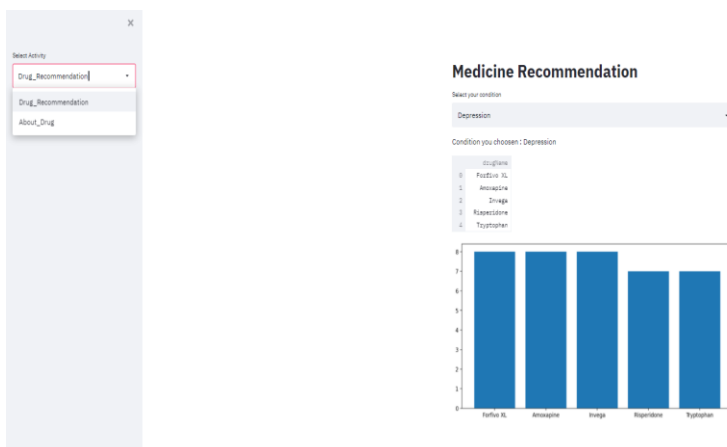 ×
Select Activity
Drug_Recommendation
Drug_Recommendation
About_Drug
Medicine Recommendation
Select your condition
Depression
Condition you choosen : Depression
drugName
0 Forfivo XL
1 Amoxapine
2 Invega
3 Risperidone
4 Tryptophan
8
7
6
5
4
3
2
1
0
Forfivo XL Amoxapine Invega Risperidone Tryptophan